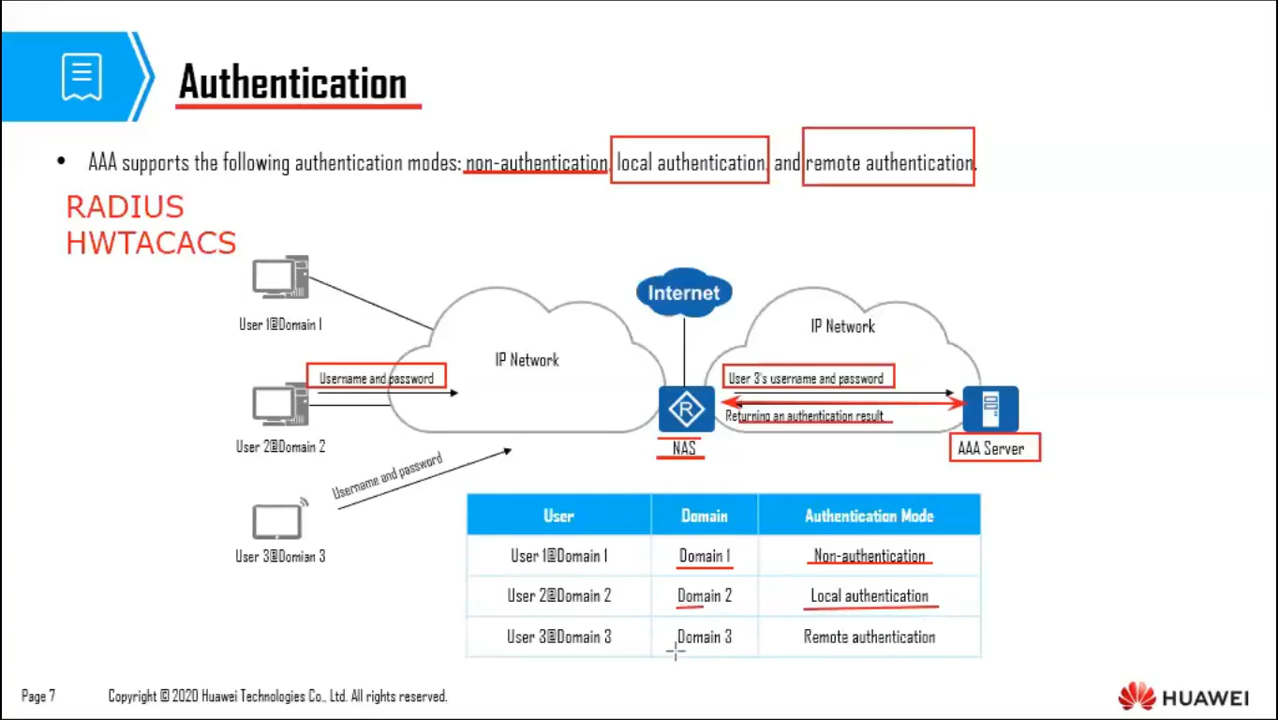 Authentication
• AAA supports the following authentication modes: non-authentication, local authentication, and remote authentication.
RADIUS
HWTACACS
User 1@Domain 1
Username and password
User 2@Domain 2
Username and password
User 3@Domian 3
IP Network
Internet
R
NAS
IP Network
User 3's username and password
Returning an authentication result
AAA Server
User Domain Authentication Mode
User 1@Domain 1 Domain 1 Non-authentication
User 2@Domain 2 Domain 2 Local authentication
User 3@Domain 3 Domain 3 Remote authentication
Page 7 Copyright © 2020 Huawei Technologies Co., Ltd. All rights reserved.
HUAWEI